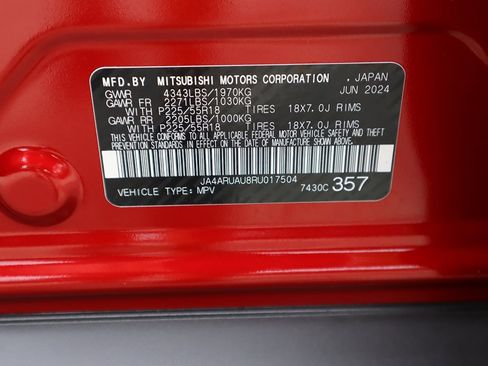 MFD.BY MITSUBISHI MOTORS CORPORATION . JAPAN
GVWR 4343LBS/1970KG JUN 2024
GAWR FR 2271LBS/1030KG
WITH P225/55R18 TIRES 18X7.0J RIMS
GAWR RR 2205LBS/1000KG
WITH P225/55R18 TIRES 18X7.0J RIMS
THIS VEHICLE CONFORMS TO ALL APPLICABLE FEDERAL MOTOR VEHICLE SAFETY AND THEFT
PREVENTION STANDARDS IN EFFECT ON THE DATE OF MANUFACTURE SHOWN ABOVE.
JA4ARUAU8RU017504
VEHICLE TYPE: MPV 7430C 357